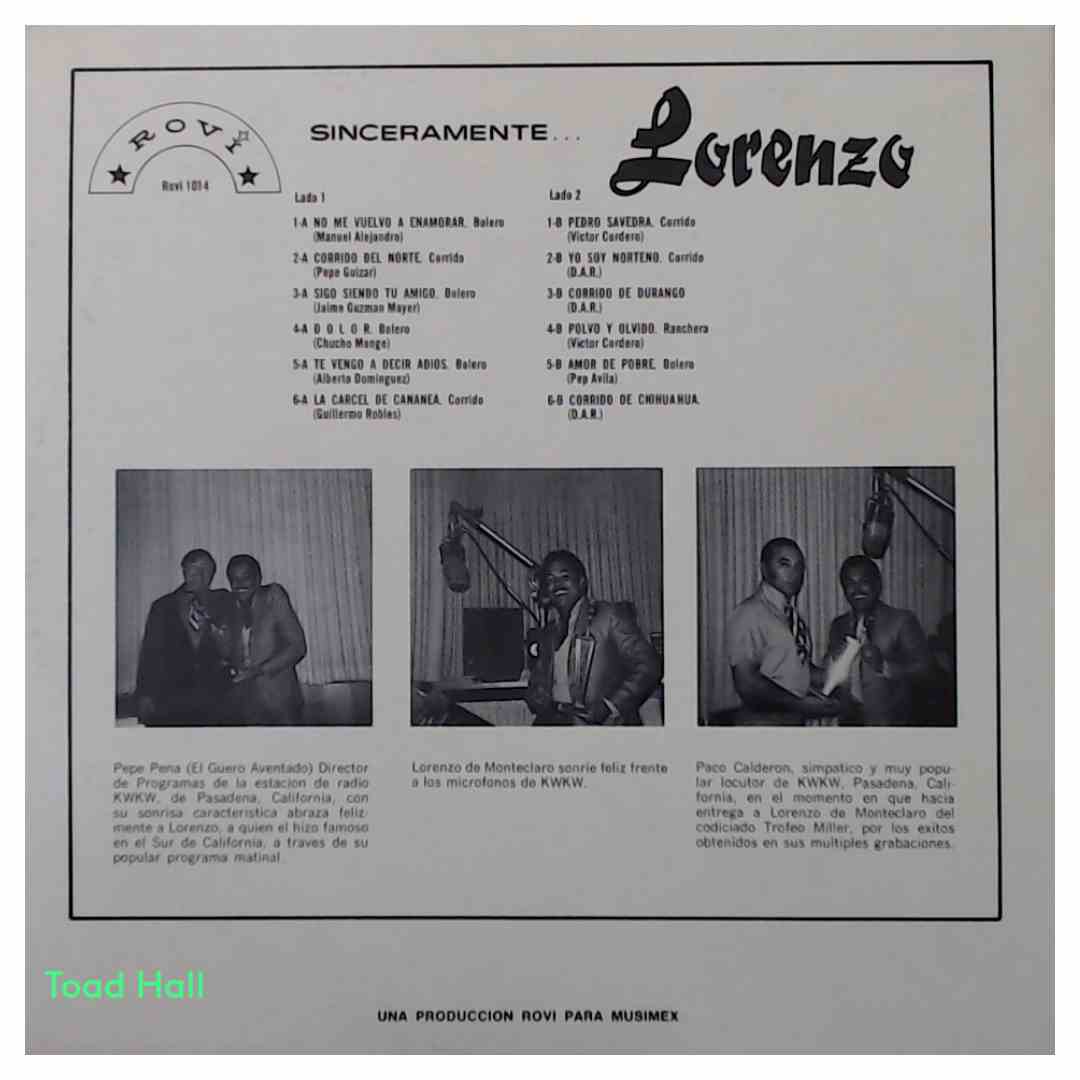 ROVI
Rovi 1014
SINCERAMENTE...
Lorenzo
Lado 1
1-A NO ME VUELVO A ENAMORAR. Bolero
(Manuel Alejandro)
2-A CORRIDO DEL NORTE. Corrido
(Pepe Guizar)
3-A SIGO SIENDO TU AMIGO. Bolero
(Jaime Guzman Mayer)
4-A D O L O R. Bolero
(Chucho Monge)
5-A TE VENGO A DECIR ADIOS. Bolero
(Alberto Dominguez)
6-A LA CARCEL DE CANANEA. Corrido
(Guillermo Robles)
Lado 2
1-B PEDRO SAVEDRA. Corrido
(Victor Cordero)
2-B YO SOY NORTENO. Corrido
(D.A.R.)
3-B CORRIDO DE DURANGO
(D.A.R.)
4-B POLVO Y OLVIDO. Ranchera
(Victor Cordero)
5-B AMOR DE POBRE. Bolero
(Pep Avila)
6-B CORRIDO DE CHIHUAHUA.
(D.A.R.)
Pepe Pena (El Guero Aventado) Director
de Programas de la estacion de radio
KWKW, de Pasadena, California, con
su sonrisa caracteristica abraza feliz-
mente a Lorenzo, a quien el hizo famoso
en el Sur de California, a traves de su
popular programa matinal.
Lorenzo de Monteclaro sonrie feliz frente
a los microfonos de KWKW.
Paco Calderon, simpatico y muy popu-
lar locutor de KWKW, Pasadena, Cali-
fornia, en el momento en que hacia
entrega a Lorenzo de Monteclaro del
codiciado Trofeo Miller, por los exitos
obtenidos en sus multiples grabaciones.
Toad Hall
UNA PRODUCCION ROVI PARA MUSIMEX